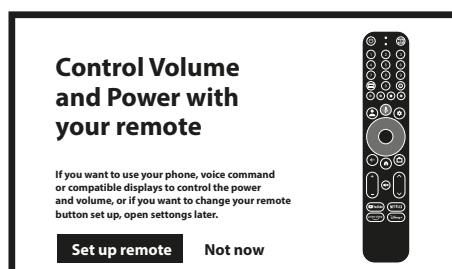 Control Volume
and Power with
your remote
If you want to use your phone, voice command
or compatible displays to control the power
and volume, or if you want to change your remote
button set up, open settongs later.
Set up remote Not now
YouTube NETFLIX